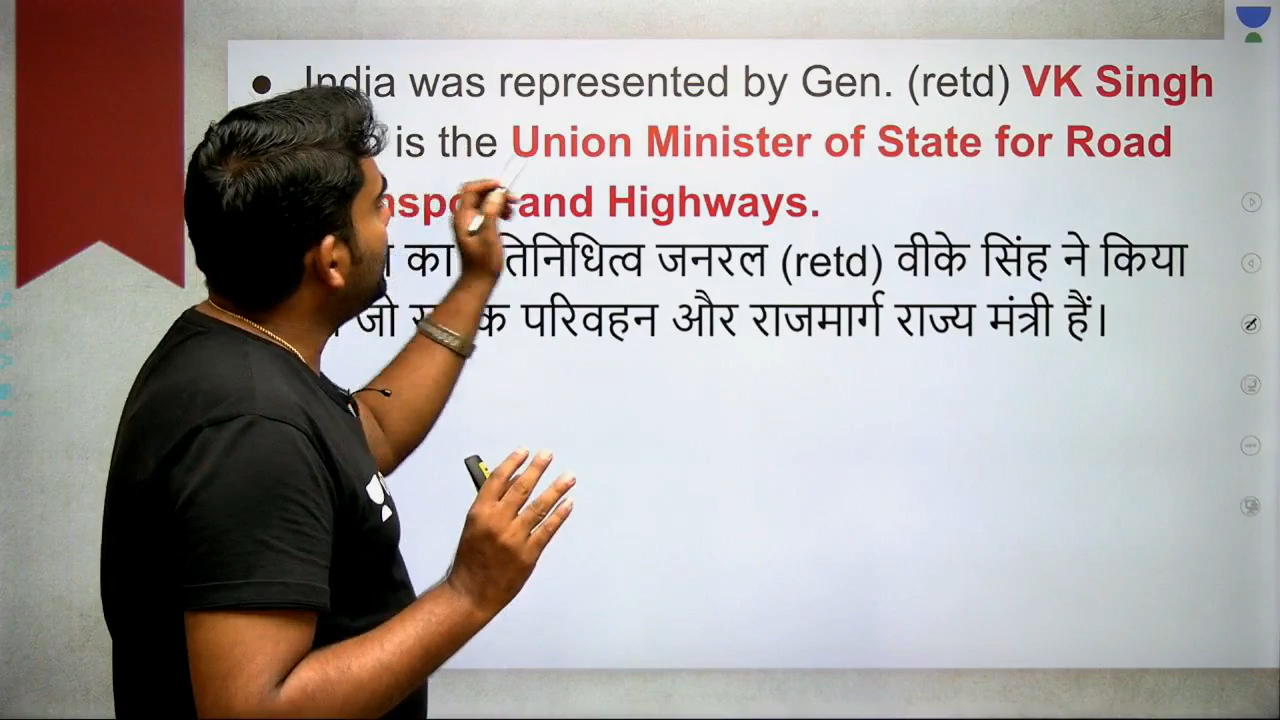 India was represented by Gen. (retd) VK Singh
is the Union Minister of State for Road
and Highways.
का जनरल (retd) वीके सिंह ने किया
जो परिवहन और राजमार्ग राज्य मंत्री हैं।